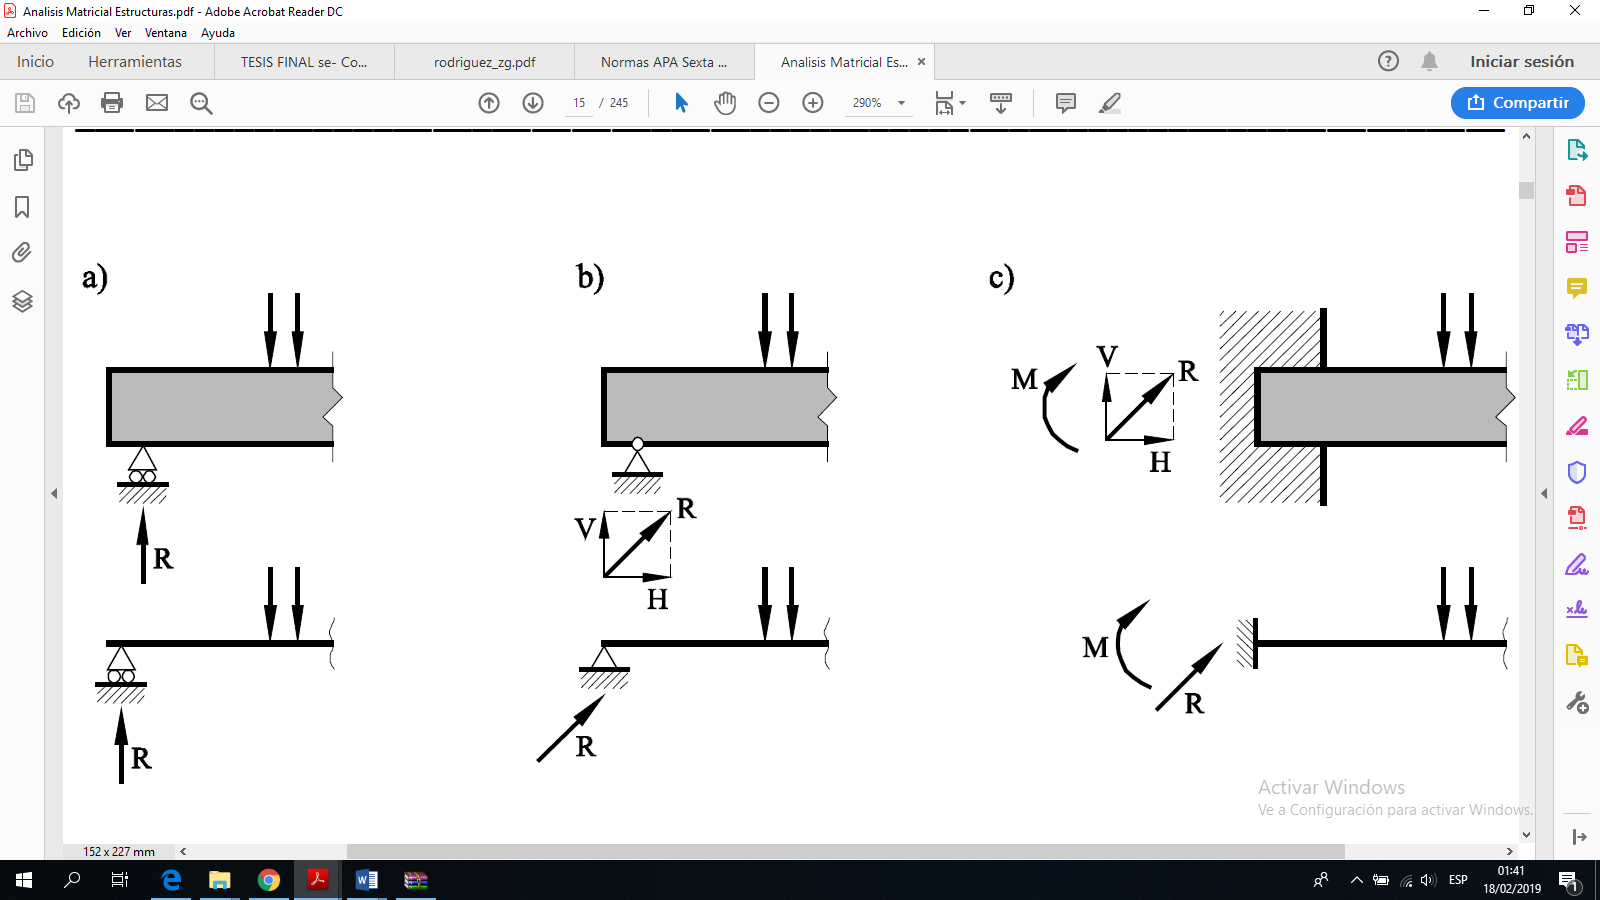 Analisis Matricial Estructuras.pdf - Adobe Acrobat Reader DC
Archivo Edición Ver Ventana Ayuda
Inicio Herramientas TESIS FINAL se- Co... rodriguez_zg.pdf Normas APA Sexta ... Analisis Matricial Es... Iniciar sesión
15 / 245 290% Compartir
a) b) c)
V
M R
H
R
V
R
H
R
M
R
R
R
Activar Windows
Ve a Configuración para activar Windows.
152 x 227 mm
ESP 01:41
18/02/2019
1